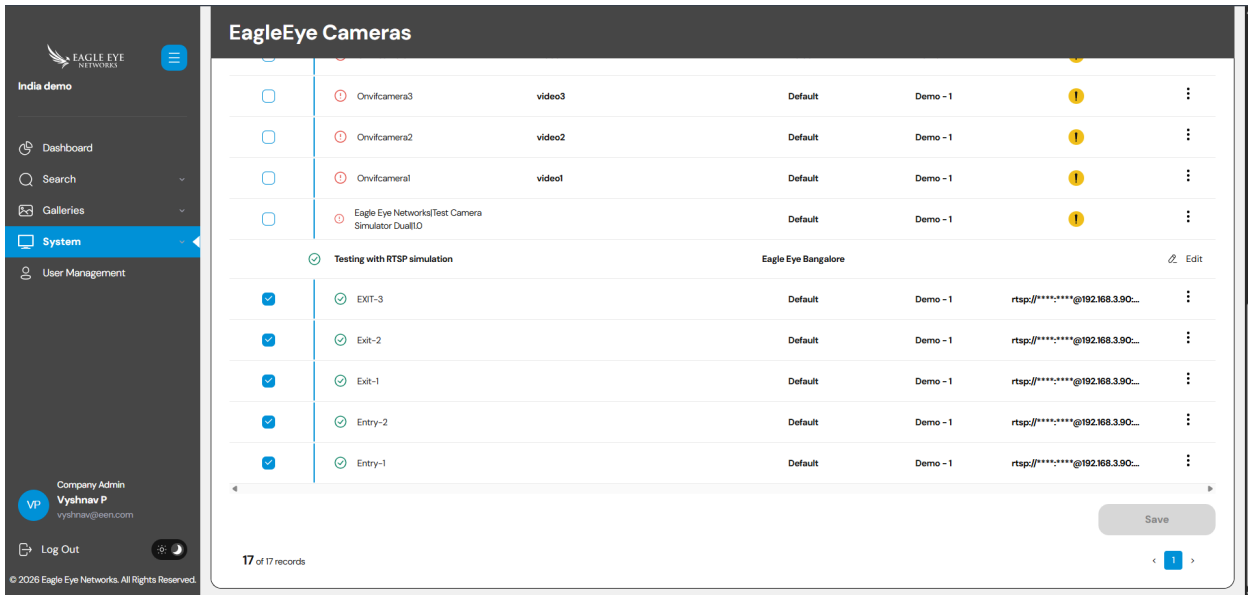 EAGLE EYE
NETWORKS
India demo
Dashboard
Search
Galleries
System
User Management
Company Admin
VP
Vyshnav P
vyshnav@een.com
Log Out
© 2026 Eagle Eye Networks. All Rights Reserved.
EagleEye Cameras
Onvifcamera3 video3 Default Demo - 1
Onvifcamera2 video2 Default Demo - 1
Onvifcamera1 video1 Default Demo - 1
Eagle Eye Networks|Test Camera
Simulator Dual|1.0 Default Demo - 1
Testing with RTSP simulation Eagle Eye Bangalore Edit
EXIT-3 Default Demo - 1 rtsp://****:****@192.168.3.90:...
Exit-2 Default Demo - 1 rtsp://****:****@192.168.3.90:...
Exit-1 Default Demo - 1 rtsp://****:****@192.168.3.90:...
Entry-2 Default Demo - 1 rtsp://****:****@192.168.3.90:...
Entry-1 Default Demo - 1 rtsp://****:****@192.168.3.90:...
Save
17 of 17 records
1